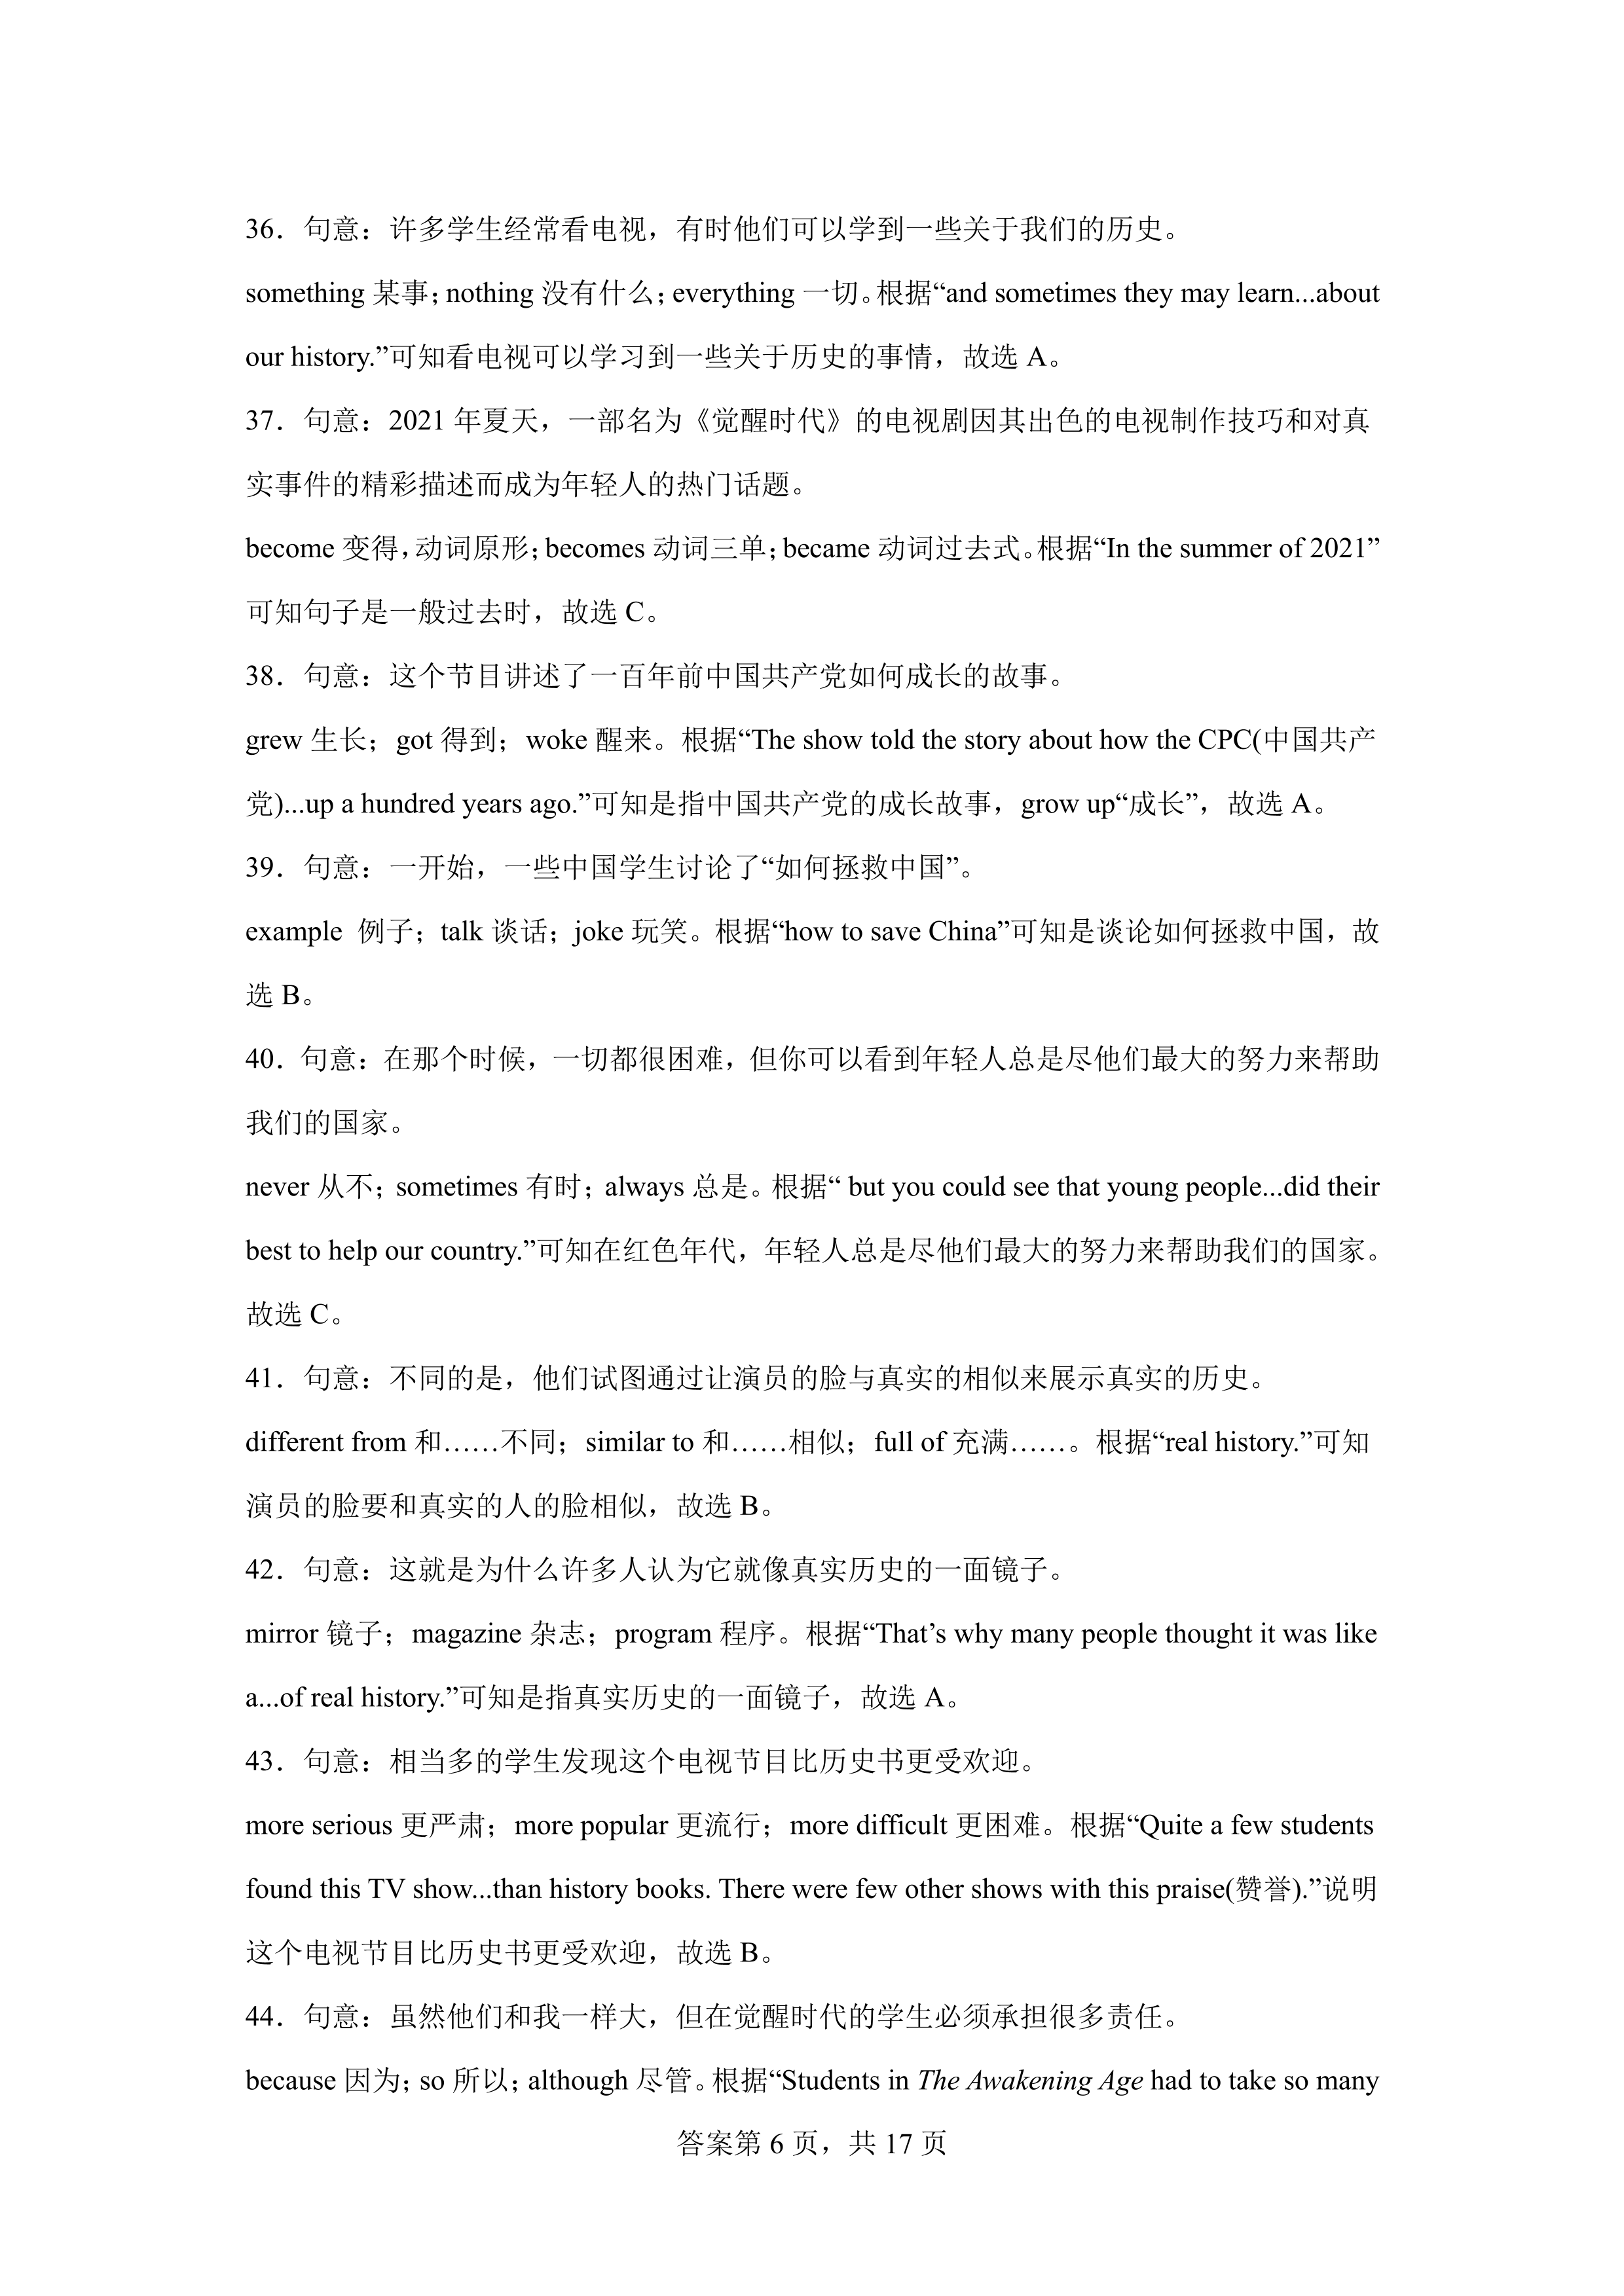 36．句意：许多学生经常看电视，有时他们可以学到一些关于我们的历史。
something 某事；nothing 没有什么；everything 一切。根据“and sometimes they may learn...about
our history.”可知看电视可以学习到一些关于历史的事情，故选 A。
37．句意：2021 年夏天，一部名为《觉醒时代》的电视剧因其出色的电视制作技巧和对真
实事件的精彩描述而成为年轻人的热门话题。
become 变得，动词原形；becomes 动词三单；became 动词过去式。根据“In the summer of 2021”
可知句子是一般过去时，故选 C。
38．句意：这个节目讲述了一百年前中国共产党如何成长的故事。
grew 生长；got 得到；woke 醒来。根据“The show told the story about how the CPC(中国共产
党)...up a hundred years ago.”可知是指中国共产党的成长故事，grow up“成长”，故选 A。
39．句意：一开始，一些中国学生讨论了“如何拯救中国”。
example 例子；talk 谈话；joke 玩笑。根据“how to save China”可知是谈论如何拯救中国，故
选 B。
40．句意：在那个时候，一切都很困难，但你可以看到年轻人总是尽他们最大的努力来帮助
我们的国家。
never 从不；sometimes 有时；always 总是。根据“ but you could see that young people...did their
best to help our country.”可知在红色年代，年轻人总是尽他们最大的努力来帮助我们的国家。
故选 C。
41．句意：不同的是，他们试图通过让演员的脸与真实的相似来展示真实的历史。
different from 和……不同；similar to 和……相似；full of 充满……。根据“real history.”可知
演员的脸要和真实的人的脸相似，故选 B。
42．句意：这就是为什么许多人认为它就像真实历史的一面镜子。
mirror 镜子；magazine 杂志；program 程序。根据“That’s why many people thought it was like
a...of real history.”可知是指真实历史的一面镜子，故选 A。
43．句意：相当多的学生发现这个电视节目比历史书更受欢迎。
more serious 更严肃；more popular 更流行；more difficult 更困难。根据“Quite a few students
found this TV show...than history books. There were few other shows with this praise(赞誉).”说明
这个电视节目比历史书更受欢迎，故选 B。
44．句意：虽然他们和我一样大，但在觉醒时代的学生必须承担很多责任。
because 因为；so 所以；although 尽管。根据“Students in The Awakening Age had to take so many
答案第 6 页，共 17 页